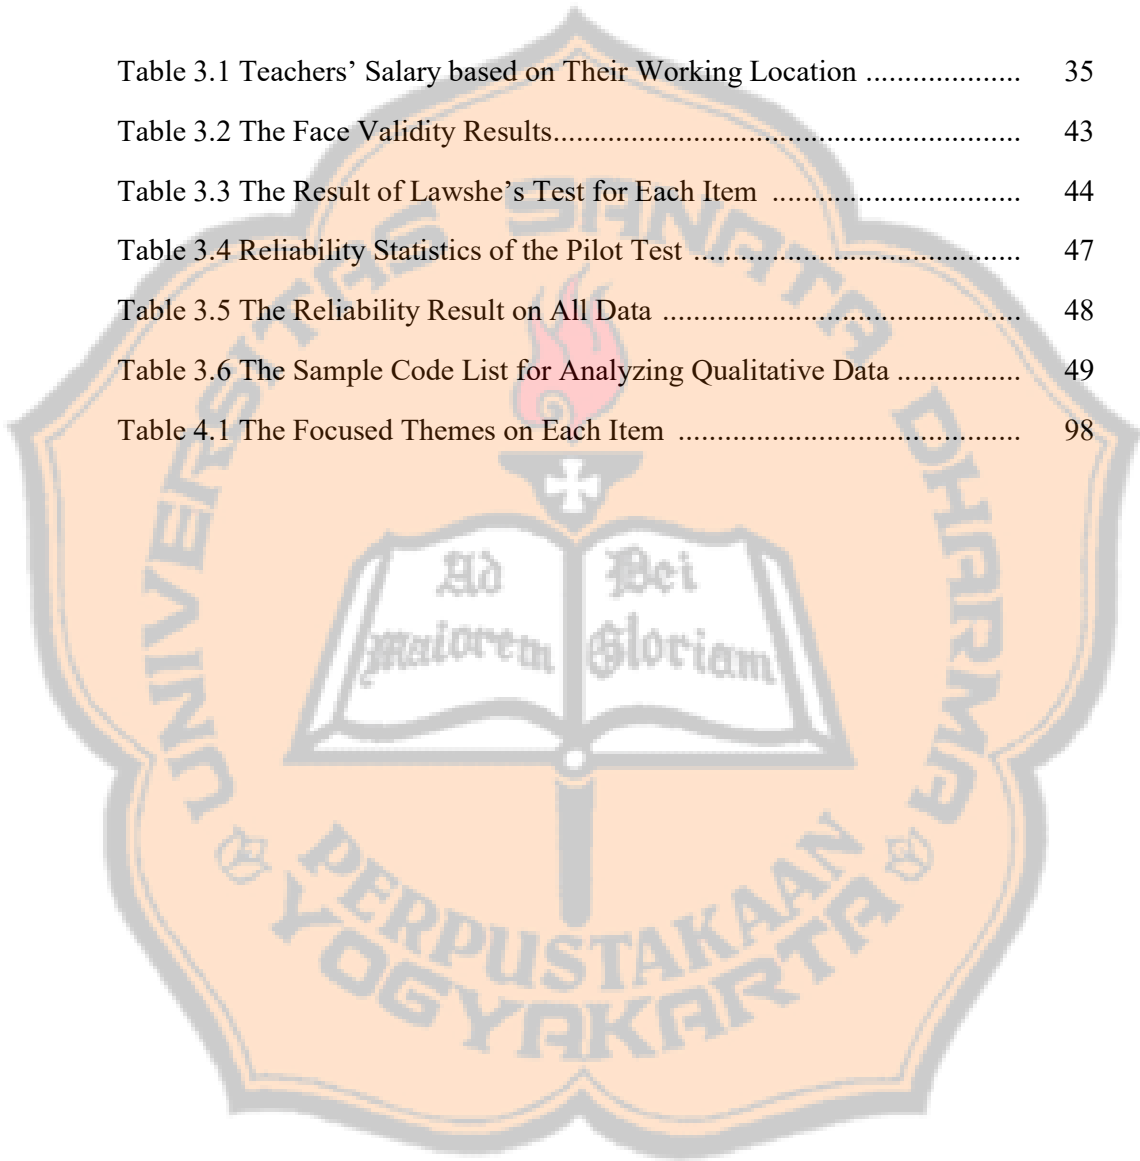 Table 3.1 Teachers’ Salary based on Their Working Location .................... 35
Table 3.2 The Face Validity Results............................................................ 43
Table 3.3 The Result of Lawshe’s Test for Each Item ................................ 44
Table 3.4 Reliability Statistics of the Pilot Test .......................................... 47
Table 3.5 The Reliability Result on All Data .............................................. 48
Table 3.6 The Sample Code List for Analyzing Qualitative Data ................ 49
Table 4.1 The Focused Themes on Each Item ............................................ 98
UNIVERSITAS SANATA DHARMA
Ad Dei
maiorem Gloriam
PERPUSTAKAAN
YOGYAKARTA